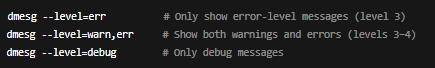 dmesg --level=err        # Only show error-level messages (level 3)
dmesg --level=warn,err   # Show both warnings and errors (levels 3-4)
dmesg --level=debug      # Only debug messages